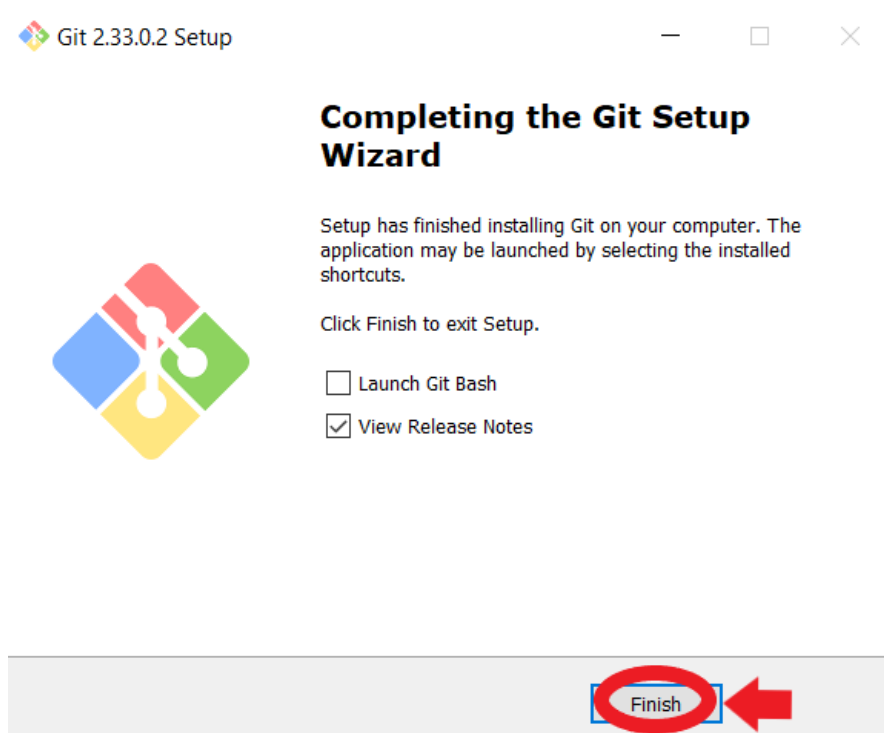 Git 2.33.0.2 Setup
Completing the Git Setup
Wizard
Setup has finished installing Git on your computer. The
application may be launched by selecting the installed
shortcuts.
Click Finish to exit Setup.
Launch Git Bash
View Release Notes
Finish